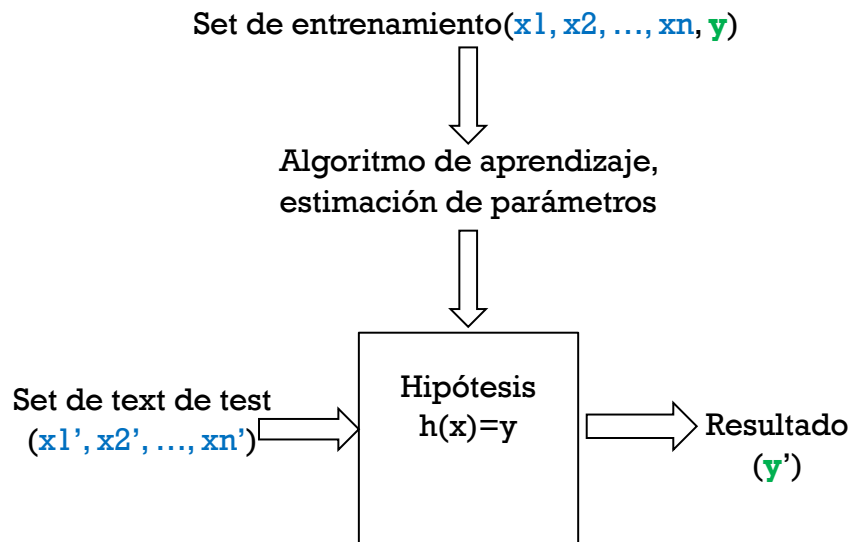 Set de entrenamiento(x1, x2, …, xn, y)
Algoritmo de aprendizaje,
estimación de parámetros
Set de text de test
(x1’, x2’, …, xn’)
Hipótesis
h(x)=y
Resultado
(y’)